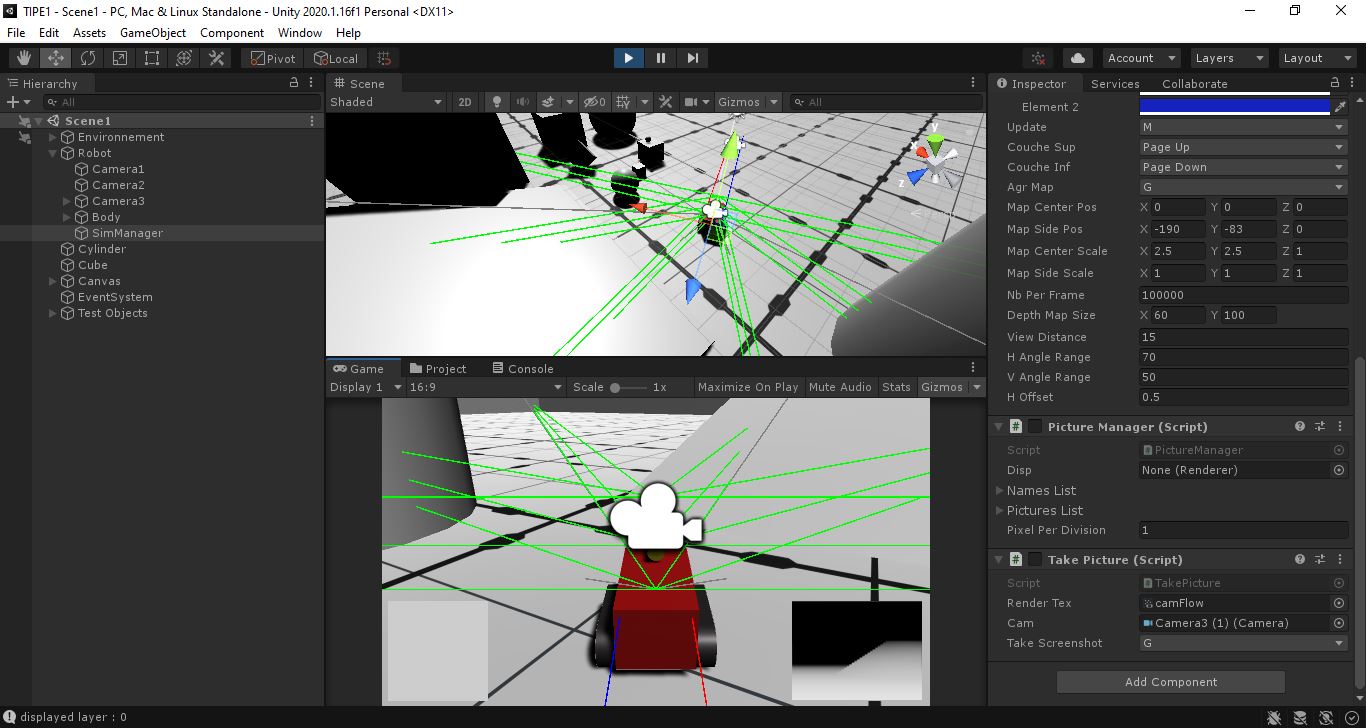 TIPE1 - Scene1 - PC, Mac & Linux Standalone - Unity 2020.1.16f1 Personal <DX11>
File Edit Assets GameObject Component Window Help
Pivot Local Account Layers Layout
Hierarchy
All
Scene1
Environnement
Robot
Camera1
Camera2
Camera3
Body
SimManager
Cylinder
Cube
Canvas
EventSystem
Test Objects
Scene
Shaded 2D 0 Gizmos All
y
x
z
Game Project Console
Display 1 16:9 Scale 1x Maximize On Play Mute Audio Stats Gizmos
Inspector Services Collaborate
Element 2
Update M
Couche Sup Page Up
Couche Inf Page Down
Agr Map G
Map Center Pos X 0 Y 0 Z 0
Map Side Pos X -190 Y -83 Z 0
Map Center Scale X 2.5 Y 2.5 Z 1
Map Side Scale X 1 Y 1 Z 1
Nb Per Frame 100000
Depth Map Size X 60 Y 100
View Distance 15
H Angle Range 70
V Angle Range 50
H Offset 0.5
# Picture Manager (Script)
Script PictureManager
Disp None (Renderer)
Names List
Pictures List
Pixel Per Division 1
# Take Picture (Script)
Script TakePicture
Render Tex camFlow
Cam Camera3 (1) (Camera)
Take Screenshot G
Add Component
displayed layer : 0